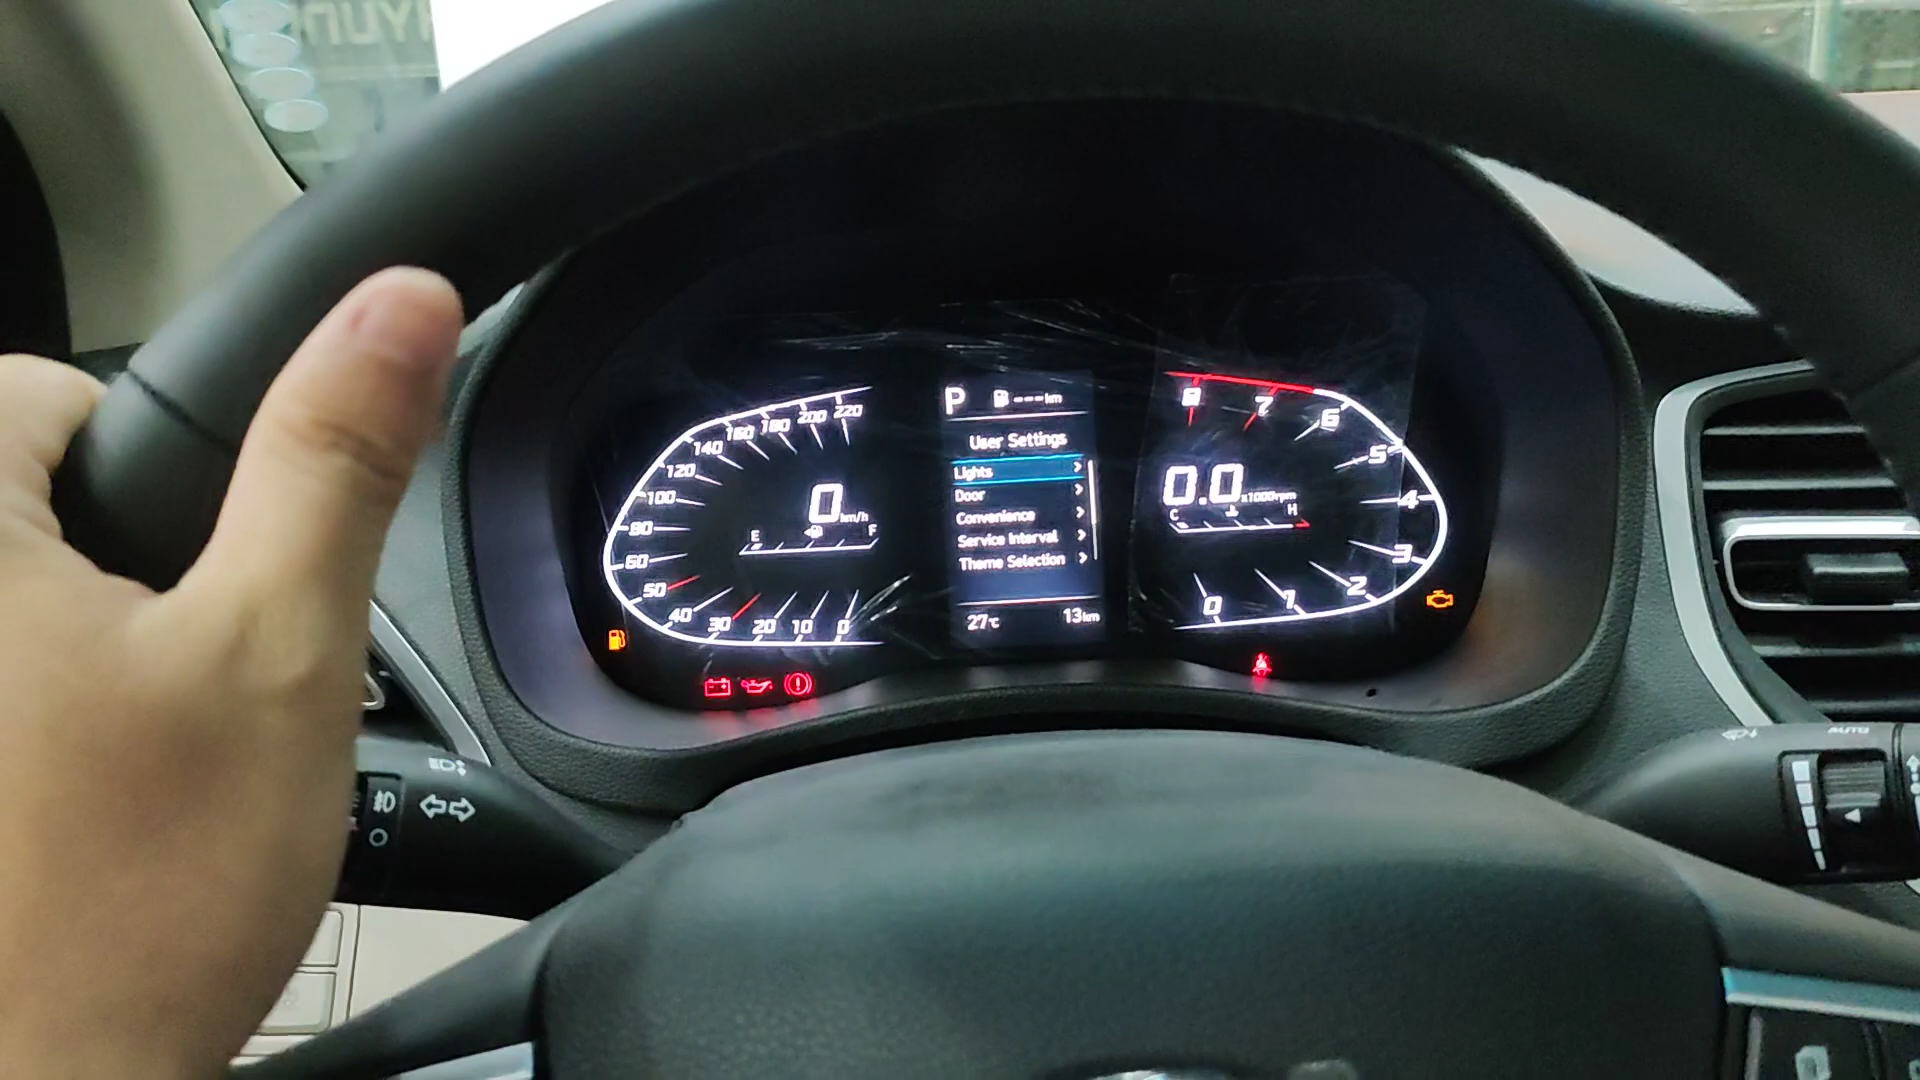 220
200
180
160
140
120
100
80
60
50
40
30
20
10
0
0 km/h
E F
P --- km
User Settings
Lights
Door
Convenience
Service Interval
Theme Selection
27°C 13km
8
7
6
5
4
3
2
1
0
0.0 x1000rpm
C H
AUTO